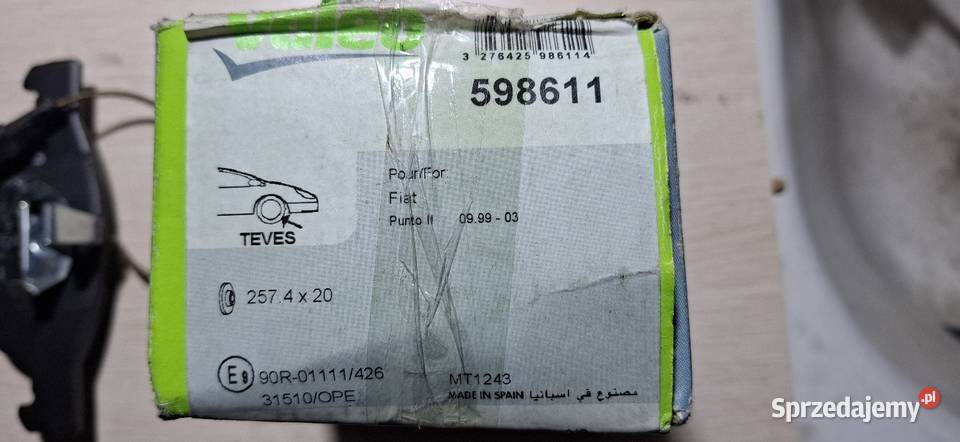 valeo
3 276425 986114
598611
Pour/For:
Fiat
Punto II 09.99 - 03
TEVES
257.4 x 20
E9 90R-01111/426
31510/OPE
MT1243
MADE IN SPAIN مصنوع في اسبانيا
Sprzedajemy.pl